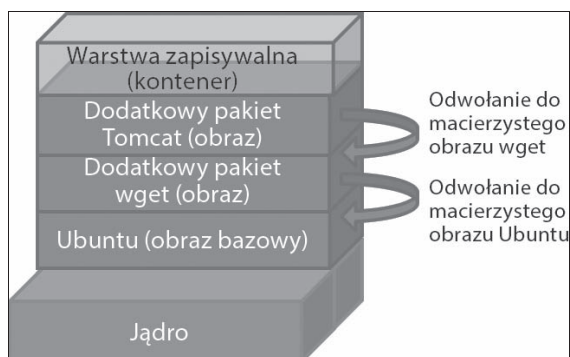 Warstwa zapisywalna
(kontener)
Dodatkowy pakiet
Tomcat (obraz)
Dodatkowy pakiet
wget (obraz)
Ubuntu (obraz bazowy)
Jądro
Odwołanie do
macierzystego
obrazu wget
Odwołanie do
macierzystego
obrazu Ubuntu